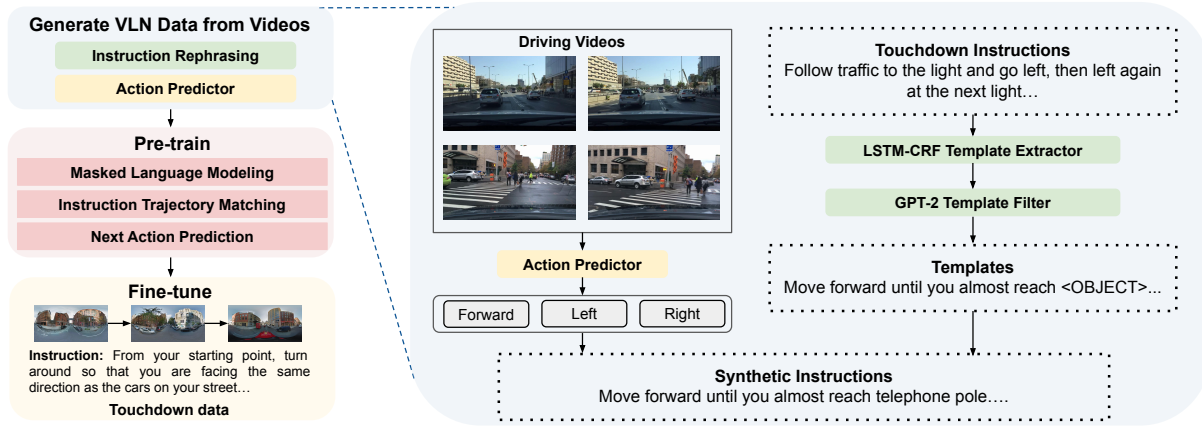 Generate VLN Data from Videos
Instruction Rephrasing
Action Predictor
Pre-train
Masked Language Modeling
Instruction Trajectory Matching
Next Action Prediction
Fine-tune
Instruction: From your starting point, turn
around so that you are facing the same
direction as the cars on your street…
Touchdown data
Driving Videos
Action Predictor
Forward
Left
Right
Touchdown Instructions
Follow traffic to the light and go left, then left again
at the next light…
LSTM-CRF Template Extractor
GPT-2 Template Filter
Templates
Move forward until you almost reach <OBJECT>...
Synthetic Instructions
Move forward until you almost reach telephone pole….